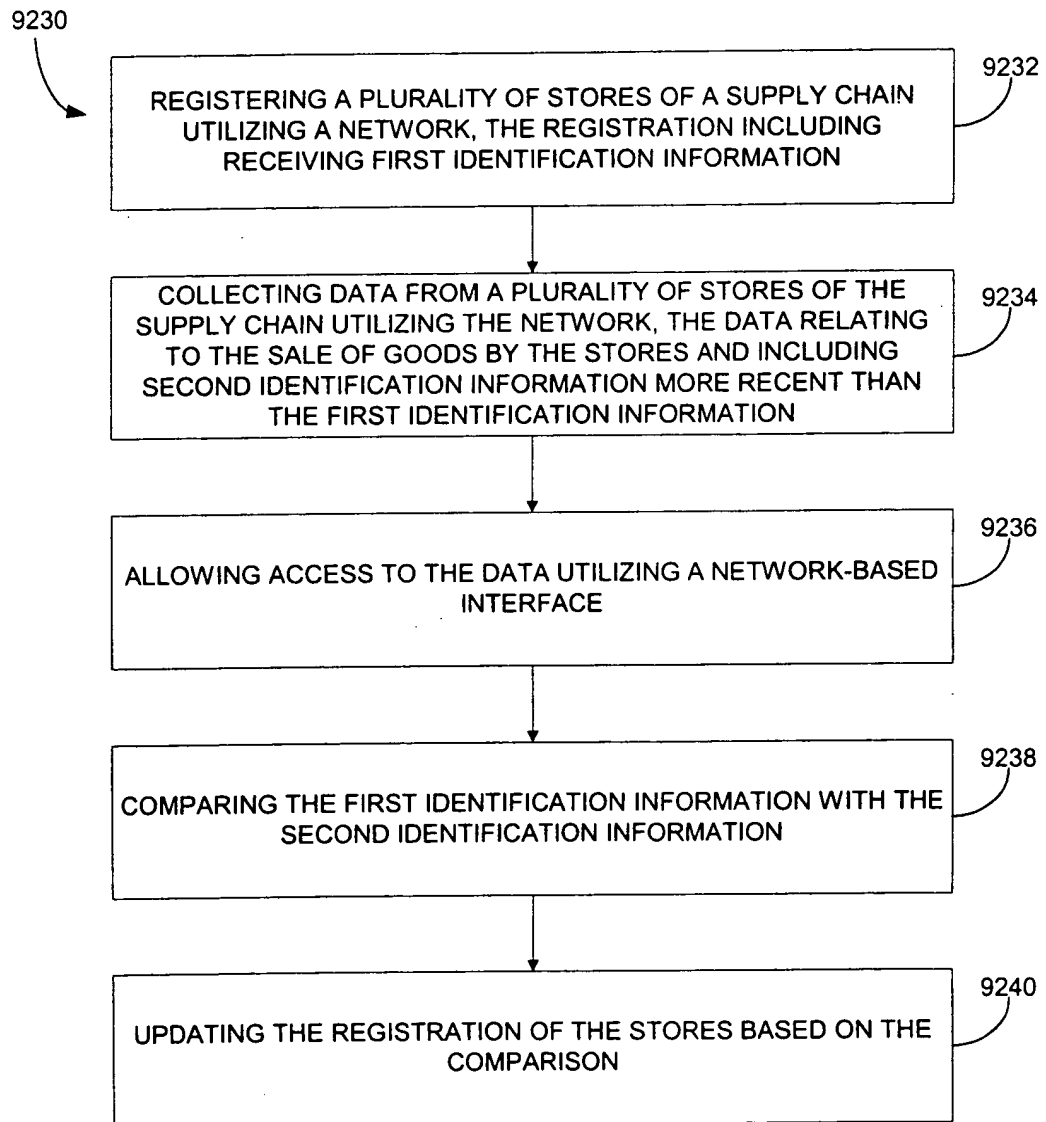 9230
9232
REGISTERING A PLURALITY OF STORES OF A SUPPLY CHAIN
UTILIZING A NETWORK, THE REGISTRATION INCLUDING
RECEIVING FIRST IDENTIFICATION INFORMATION
9234
COLLECTING DATA FROM A PLURALITY OF STORES OF THE
SUPPLY CHAIN UTILIZING THE NETWORK, THE DATA RELATING
TO THE SALE OF GOODS BY THE STORES AND INCLUDING
SECOND IDENTIFICATION INFORMATION MORE RECENT THAN
THE FIRST IDENTIFICATION INFORMATION
9236
ALLOWING ACCESS TO THE DATA UTILIZING A NETWORK-BASED
INTERFACE
9238
COMPARING THE FIRST IDENTIFICATION INFORMATION WITH THE
SECOND IDENTIFICATION INFORMATION
9240
UPDATING THE REGISTRATION OF THE STORES BASED ON THE
COMPARISON